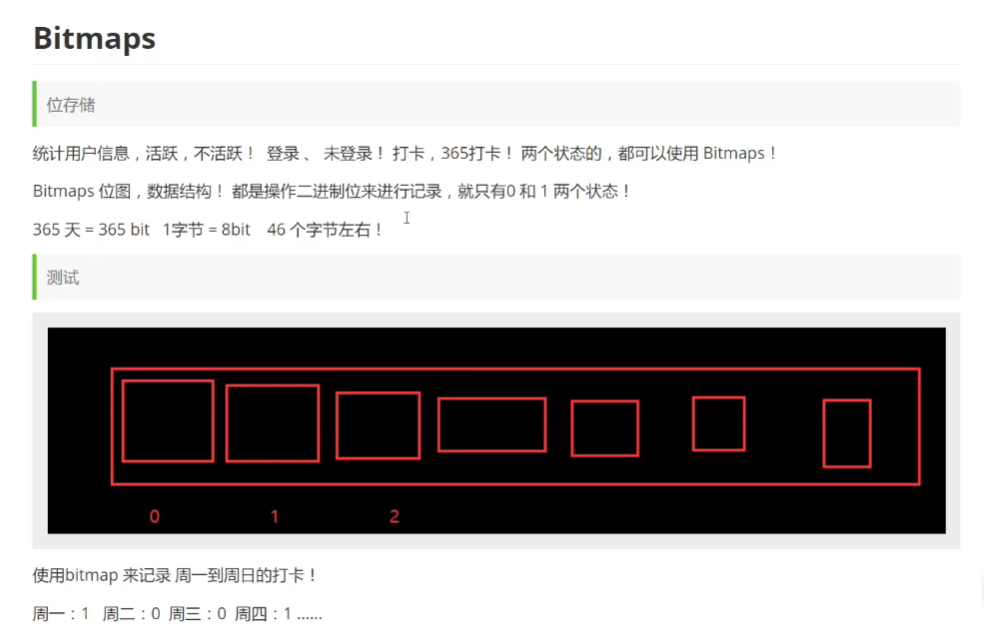 Bitmaps
位存储
统计用户信息，活跃，不活跃！ 登录 、 未登录！ 打卡，365打卡！ 两个状态的，都可以使用 Bitmaps！
Bitmaps 位图，数据结构！ 都是操作二进制位来进行记录，就只有0 和 1 两个状态！
365 天 = 365 bit 1字节 = 8bit 46 个字节左右！
测试
0 1 2
使用bitmap 来记录 周一到周日的打卡！
周一：1 周二：0 周三：0 周四：1 ......